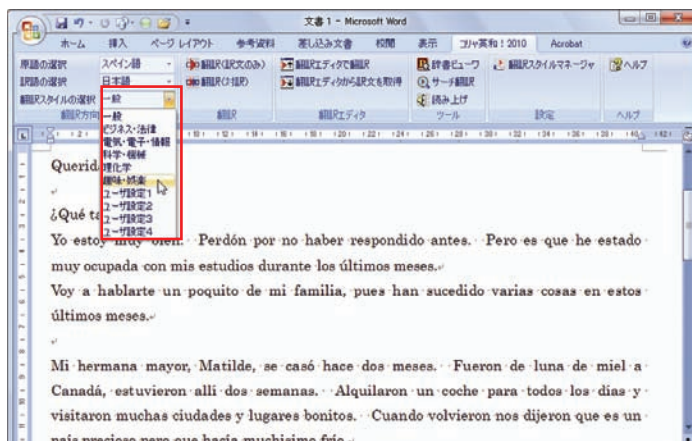 文書 1 - Microsoft Word
ホーム 挿入 ページ レイアウト 参考資料 差し込み文書 校閲 表示 コリャ英和！2010 Acrobat
原語の選択 スペイン語 翻訳(訳文のみ) 翻訳エディタで翻訳 辞書ビューワ 翻訳スタイルマネージャ ヘルプ
訳語の選択 日本語 翻訳(対訳) 翻訳エディタから訳文を取得 サーチ翻訳
翻訳スタイルの選択 一般 読み上げ
翻訳方向 翻訳 翻訳エディタ ツール 設定 ヘルプ
一般
ビジネス・法律
電気・電子・情報
科学・機械
理化学
趣味・娯楽
ユーザ設定1
ユーザ設定2
ユーザ設定3
ユーザ設定4
Querid
¿Qué ta
Yo estoy muy bien. Perdón por no haber respondido antes. Pero es que he estado
muy ocupada con mis estudios durante los últimos meses.
Voy a hablarte un poquito de mi familia, pues han sucedido varias cosas en estos
últimos meses.
Mi hermana mayor, Matilde, se casó hace dos meses. Fueron de luna de miel a
Canadá, estuvieron allí dos semanas. Alquilaron un coche para todos los días y
visitaron muchas ciudades y lugares bonitos. Cuando volvieron nos dijeron que es un
país precioso pero que hacía muchísimo frío.